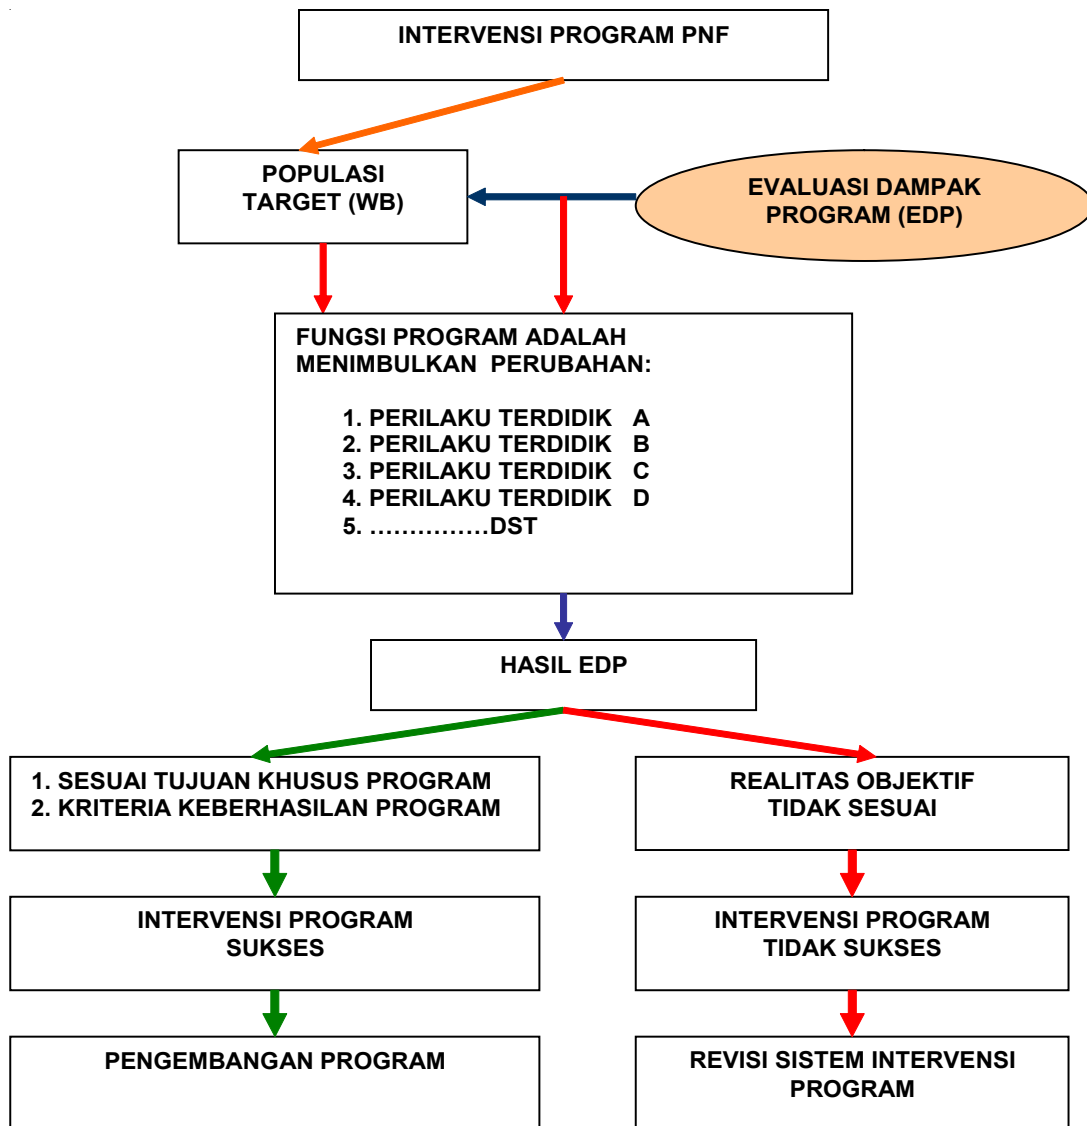 INTERVENSI PROGRAM PNF
POPULASI
TARGET (WB)
EVALUASI DAMPAK
PROGRAM (EDP)
FUNGSI PROGRAM ADALAH
MENIMBULKAN PERUBAHAN:
1. PERILAKU TERDIDIK A
2. PERILAKU TERDIDIK B
3. PERILAKU TERDIDIK C
4. PERILAKU TERDIDIK D
5. ……………DST
HASIL EDP
1. SESUAI TUJUAN KHUSUS PROGRAM
2. KRITERIA KEBERHASILAN PROGRAM
REALITAS OBJEKTIF
TIDAK SESUAI
INTERVENSI PROGRAM
SUKSES
INTERVENSI PROGRAM
TIDAK SUKSES
PENGEMBANGAN PROGRAM
REVISI SISTEM INTERVENSI
PROGRAM